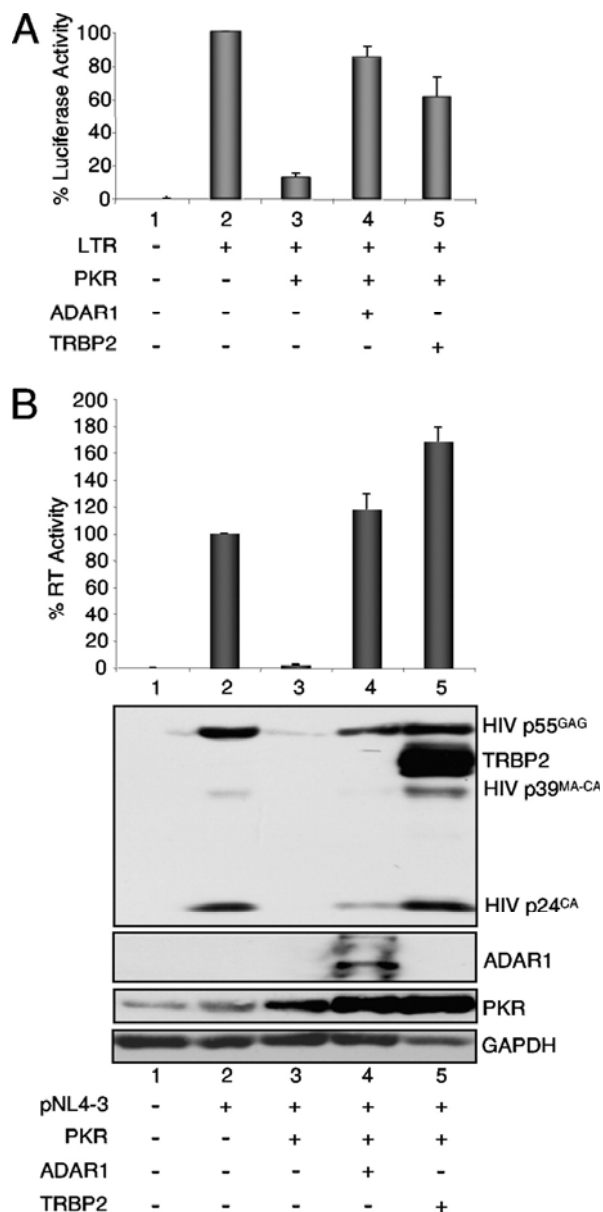 A
% Luciferase Activity
100
80
60
40
20
0
1 2 3 4 5
LTR - + + + +
PKR - - + + +
ADAR1 - - - + -
TRBP2 - - - - +
B
% RT Activity
200
180
160
140
120
100
80
60
40
20
0
1 2 3 4 5
HIV p55GAG
TRBP2
HIV p39MA-CA
HIV p24CA
ADAR1
PKR
GAPDH
1 2 3 4 5
pNL4-3 - + + + +
PKR - - + + +
ADAR1 - - - + -
TRBP2 - - - - +